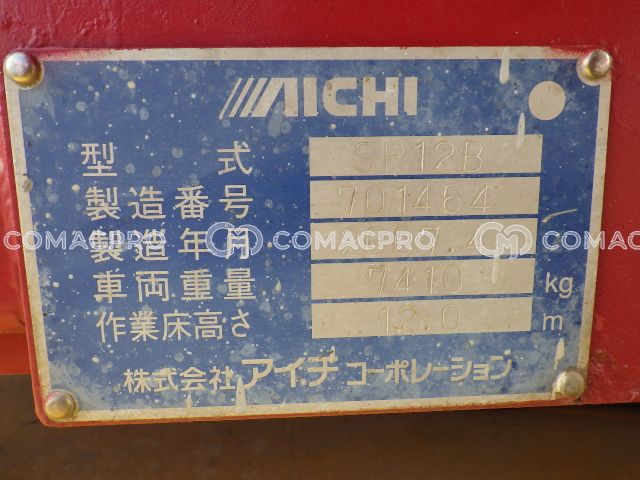 AICHI
型式 SR12B
製造番号 701464
COMACPRO COMACPRO COMACPRO
製造年月
車両重量 7410 kg
作業床高さ 12.0 m
株式会社アイチコーポレーション